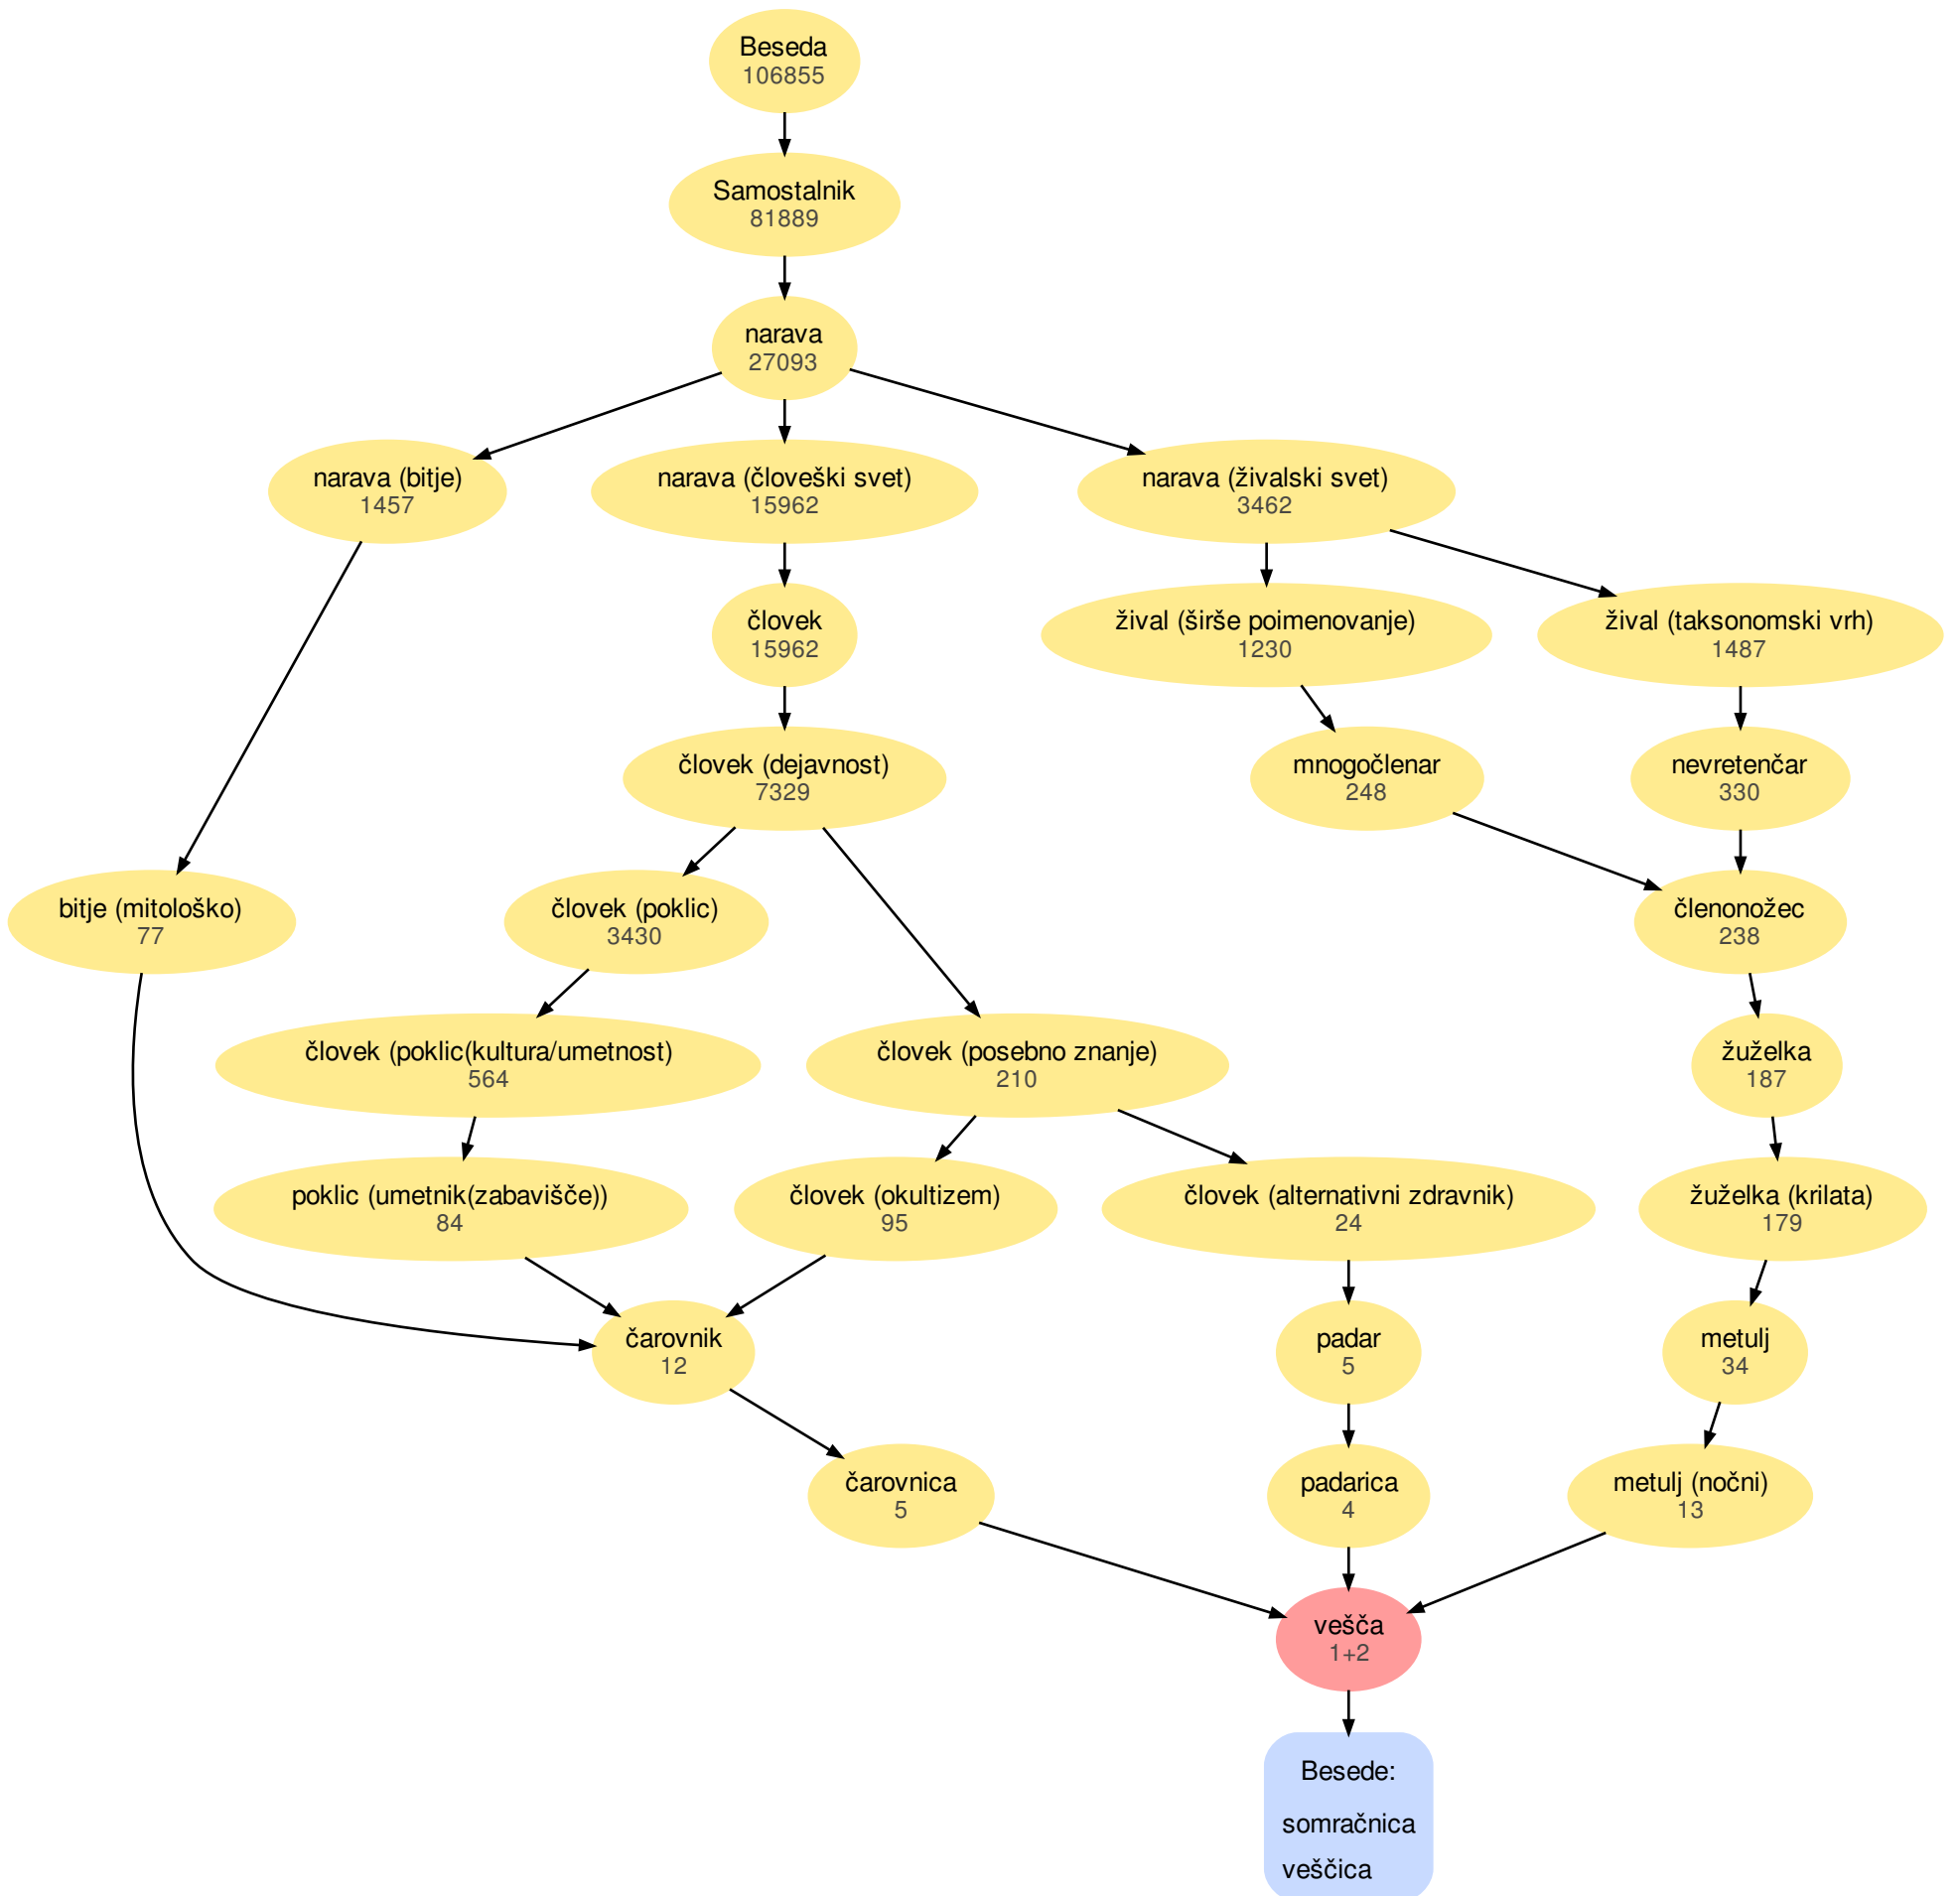 Beseda
106855
Samostalnik
81889
narava
27093
narava (bitje)
1457
narava (človeški svet)
15962
narava (živalski svet)
3462
človek
15962
žival (širše poimenovanje)
1230
žival (taksonomski vrh)
1487
človek (dejavnost)
7329
mnogočlenar
248
nevretenčar
330
bitje (mitološko)
77
človek (poklic)
3430
členonožec
238
človek (poklic(kultura/umetnost)
564
človek (posebno znanje)
210
žuželka
187
poklic (umetnik(zabavišče))
84
človek (okultizem)
95
človek (alternativni zdravnik)
24
žuželka (krilata)
179
čarovnik
12
padar
5
metulj
34
čarovnica
5
padarica
4
metulj (nočni)
13
vešča
1+2
Besede:
somračnica
veščica